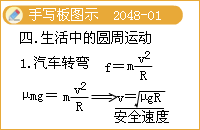 手写板图示 2048-01
四.生活中的圆周运动
1.汽车转弯 f=m v²/R
μmg=m v²/R ⟹ v=√μgR
安全速度